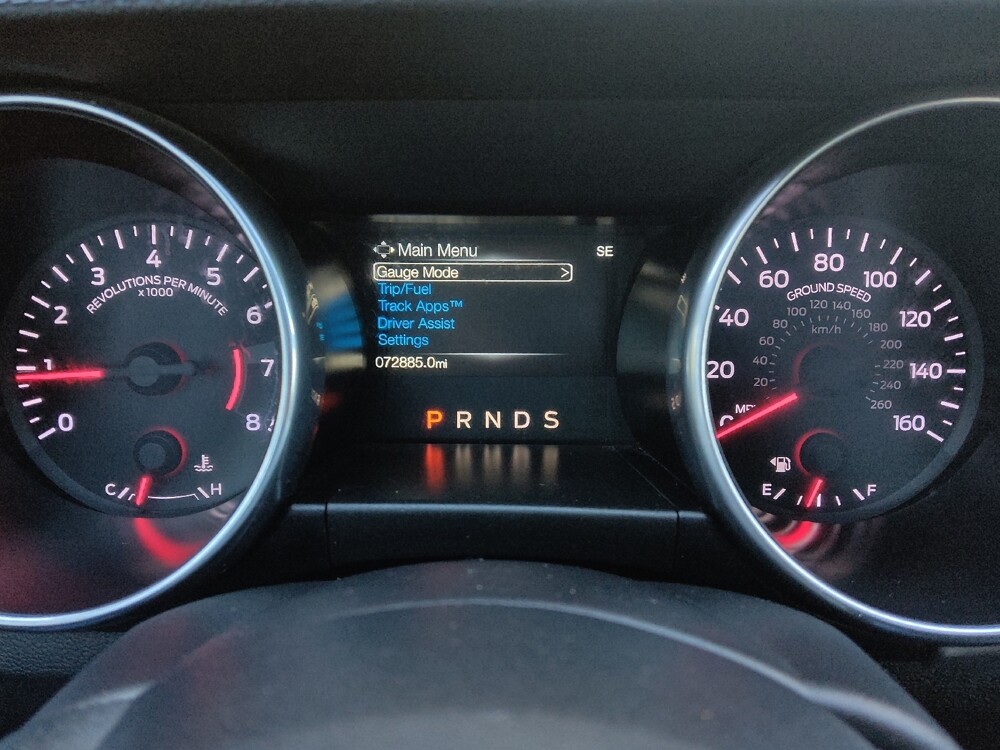 0 1 2 3 4 5 6 7 8
REVOLUTIONS PER MINUTE
x1000
C H
Main Menu SE
Gauge Mode >
Trip/Fuel
Track Apps™
Driver Assist
Settings
072885.0mi
P R N D S
20 40 60 80 100 120 140 160
GROUND SPEED
20 40 60 80 100 120 140 160 180 200 220 240 260
km/h
E F